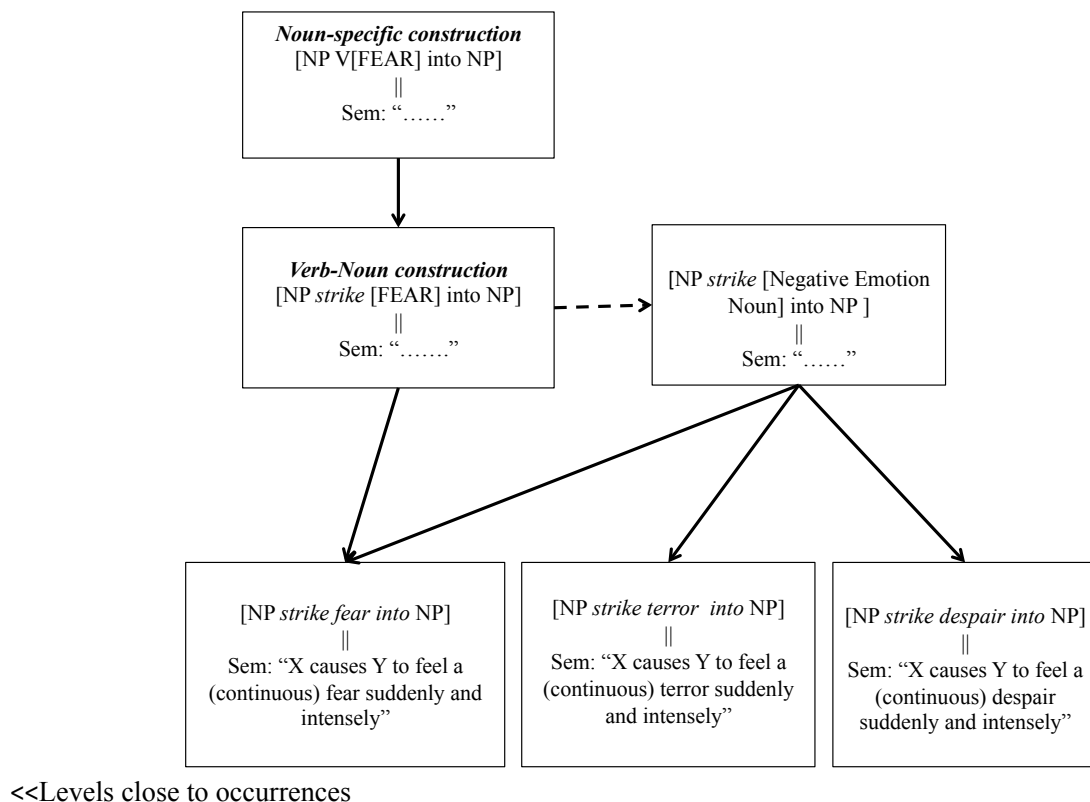 Noun-specific construction
[NP V[FEAR] into NP]
||
Sem: “……”
Verb-Noun construction
[NP strike [FEAR] into NP]
||
Sem: “…….”
[NP strike [Negative Emotion
Noun] into NP ]
||
Sem: “……”
[NP strike fear into NP]
||
Sem: “X causes Y to feel a
(continuous) fear suddenly and
intensely”
[NP strike terror  into NP]
||
Sem: “X causes Y to feel a
(continuous) terror suddenly
and intensely”
[NP strike despair into NP]
||
Sem: “X causes Y to feel a
(continuous) despair
suddenly and intensely”
<<Levels close to occurrences